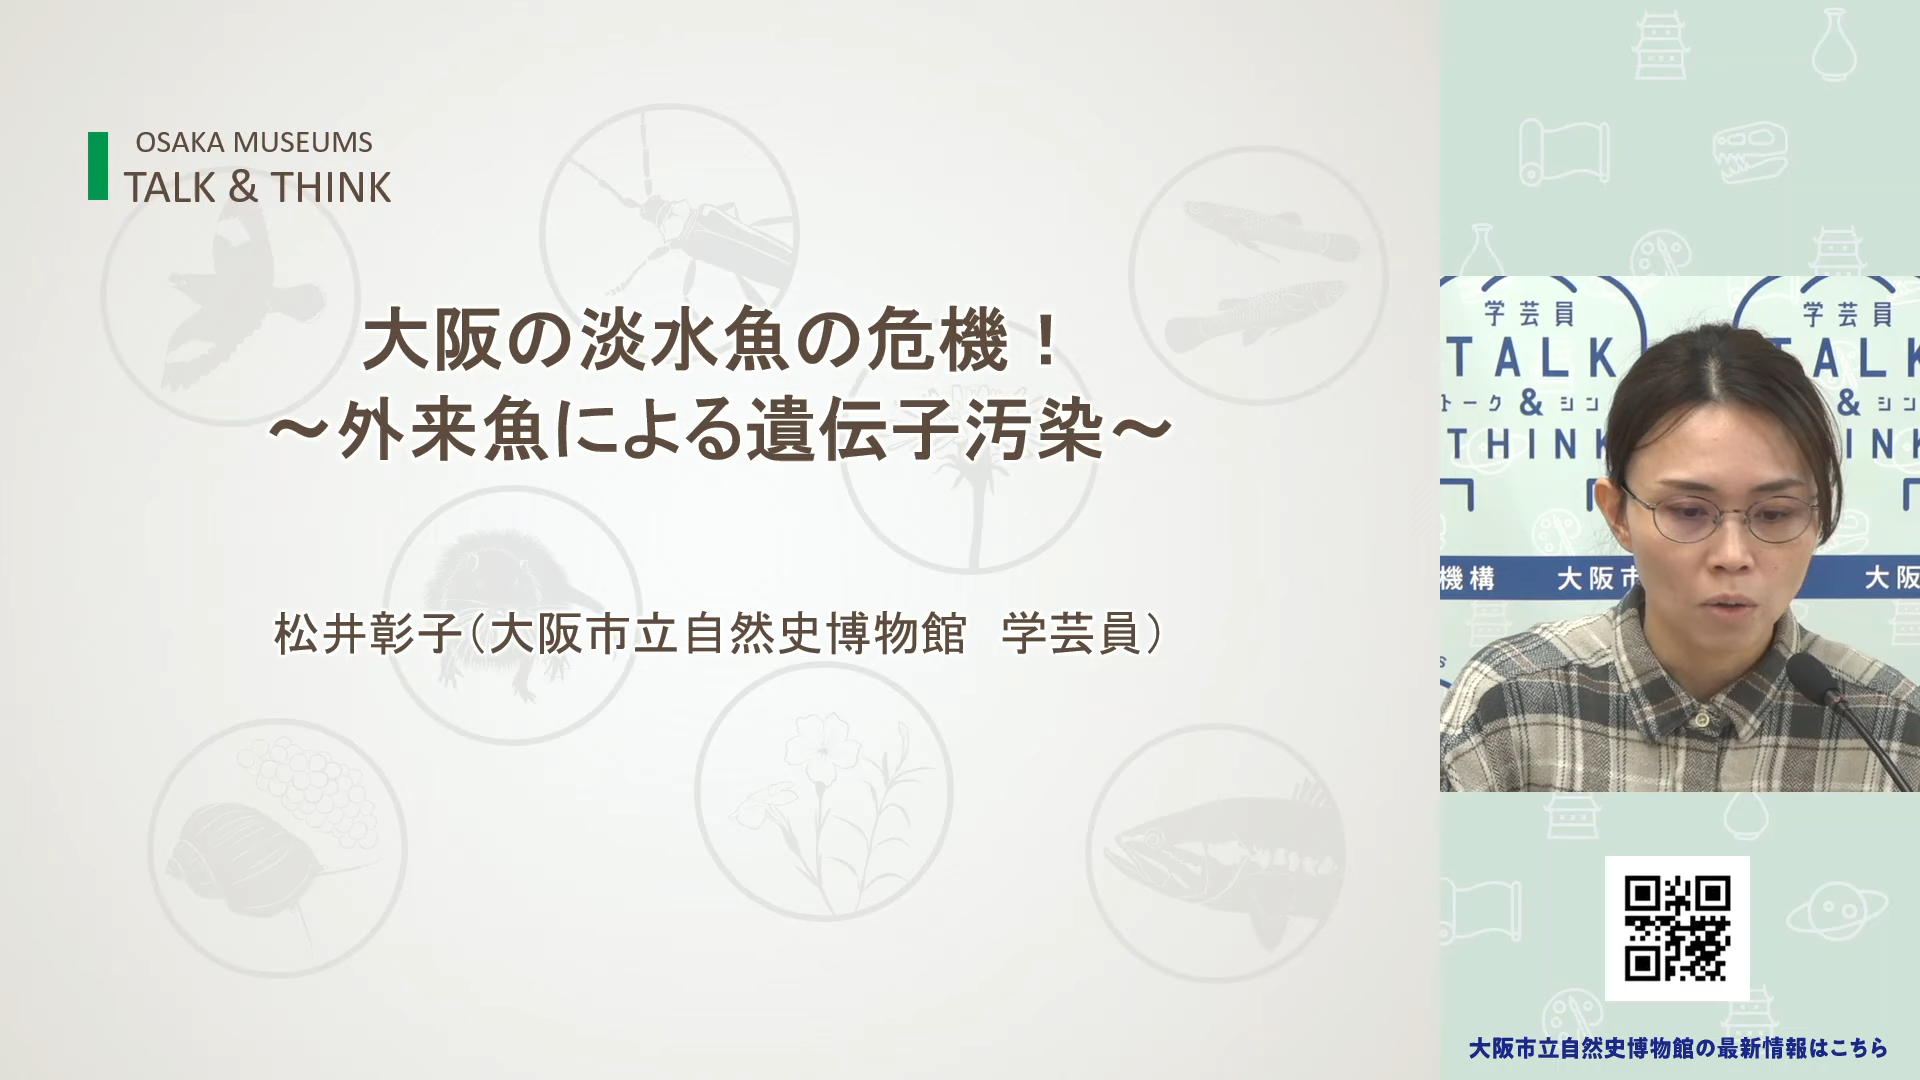 OSAKA MUSEUMS
TALK & THINK
大阪の淡水魚の危機！
～外来魚による遺伝子汚染～
松井彰子（大阪市立自然史博物館　学芸員）
学芸員
TALK
トーク & シン
THINK
機構
大阪市
学芸員
TALK
& シン
INK
大阪
大阪市立自然史博物館の最新情報はこちら